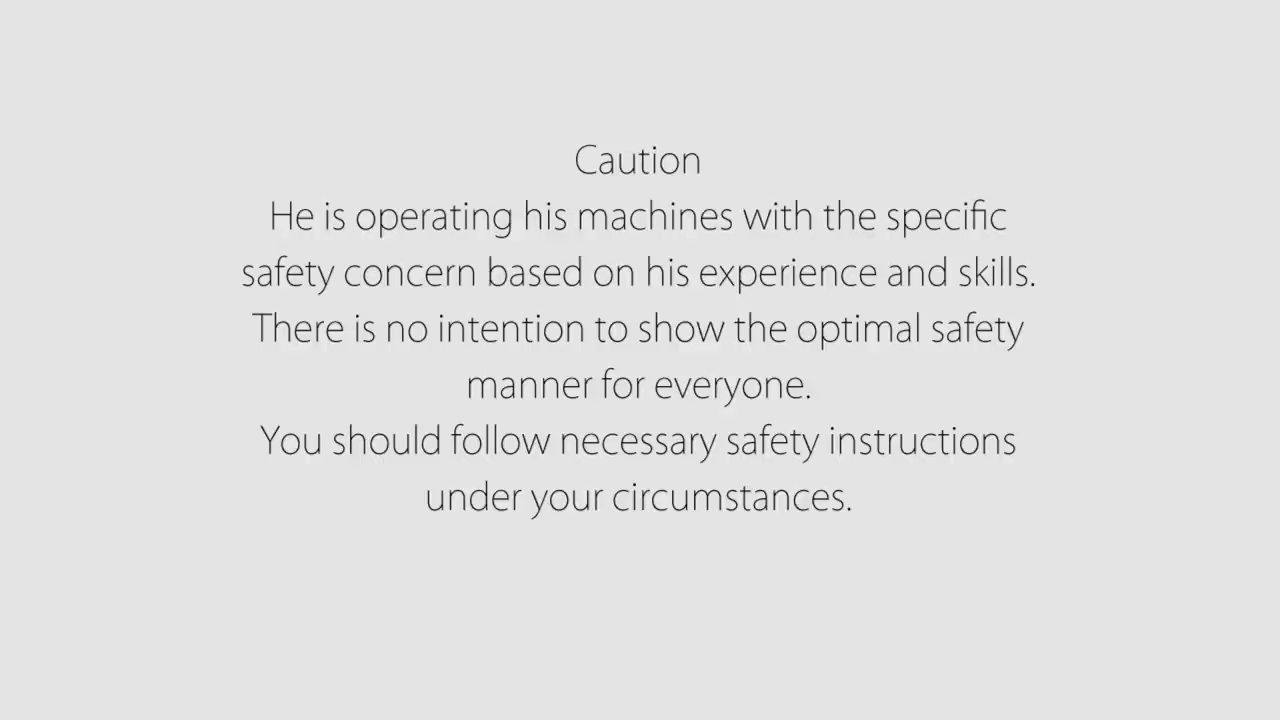 Caution
He is operating his machines with the specific
safety concern based on his experience and skills.
There is no intention to show the optimal safety
manner for everyone.
You should follow necessary safety instructions
under your circumstances.